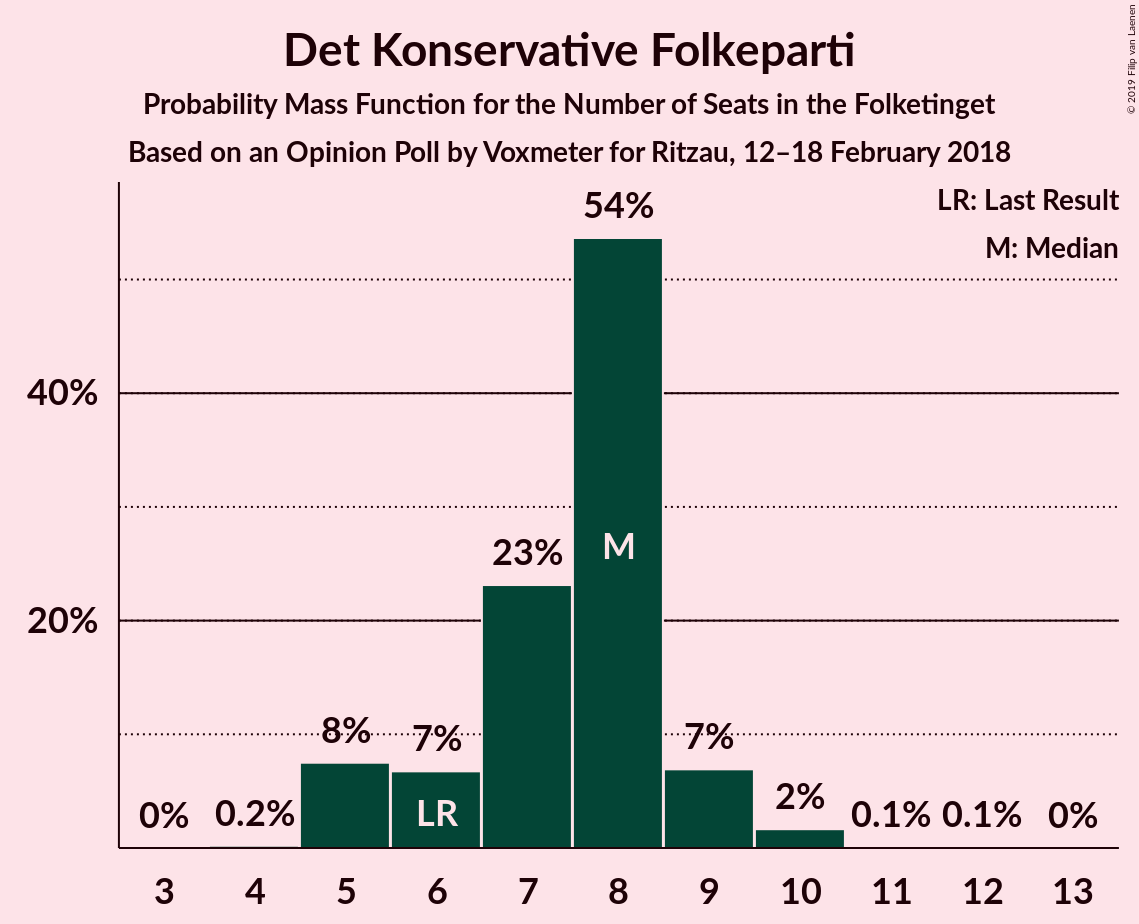 Det Konservative Folkeparti
Probability Mass Function for the Number of Seats in the Folketinget
Based on an Opinion Poll by Voxmeter for Ritzau, 12–18 February 2018
© 2019 Filip van Laenen
LR: Last Result
M: Median
40%
20%
0%
0.2%
8%
7%
23%
54%
7%
2%
0.1%
0.1%
0%
LR
M
3 4 5 6 7 8 9 10 11 12 13